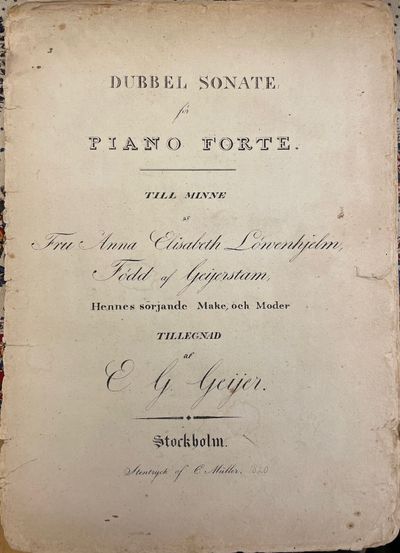 DUBBEL SONATE
för
PIANO FORTE.
TILL MINNE
af
Fru Anna Elisabeth Löwenhjelm,
Född af Geijerstam,
Hennes sörjande Make, och Moder
TILLEGNAD
af
E. G. Geijer.
Stockholm.
Stentryck af C. Müller. 1820